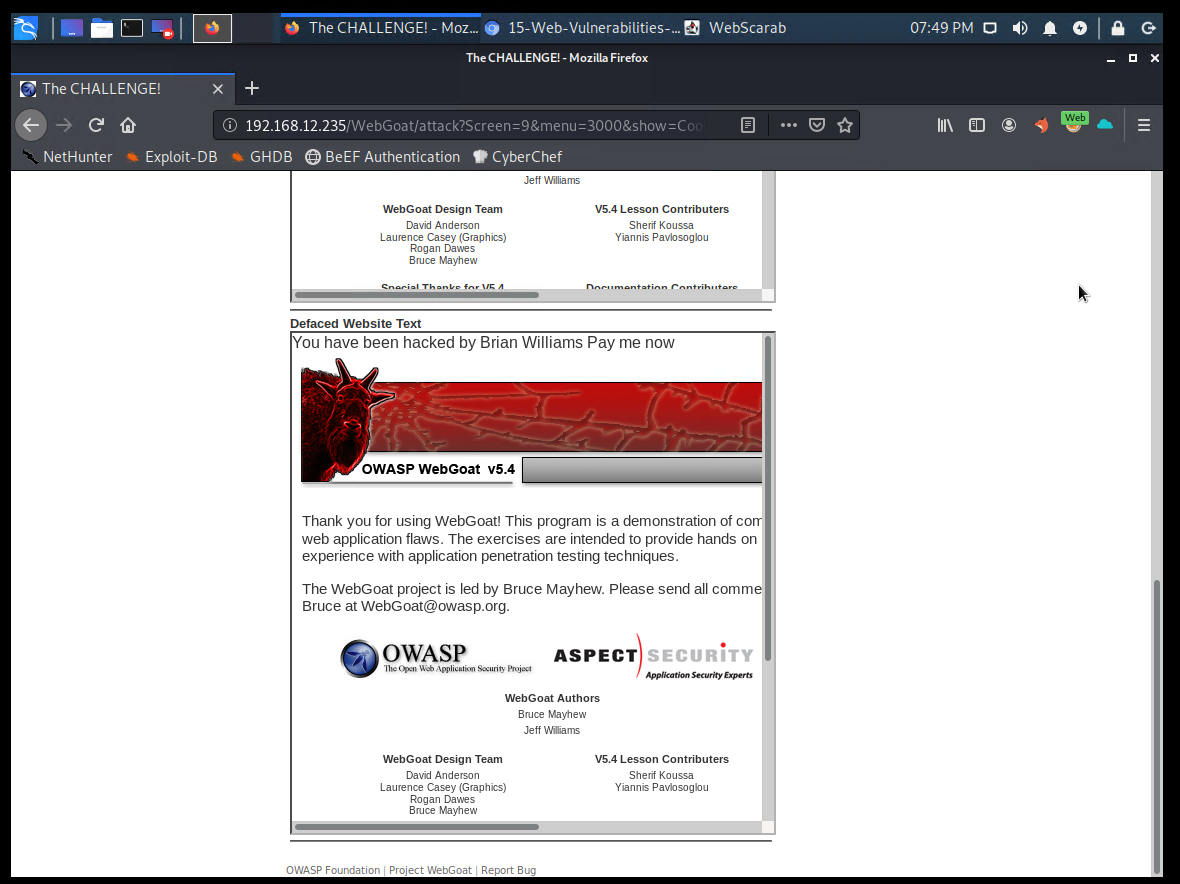 The CHALLENGE! - Moz...
15-Web-Vulnerabilities-...
WebScarab
07:49 PM
The CHALLENGE! - Mozilla Firefox
The CHALLENGE!
192.168.12.235/WebGoat/attack?Screen=9&menu=3000&show=Coo
Web
NetHunter
Exploit-DB
GHDB
BeEF Authentication
CyberChef
Jeff Williams
WebGoat Design Team
David Anderson
Laurence Casey (Graphics)
Rogan Dawes
Bruce Mayhew
V5.4 Lesson Contributers
Sherif Koussa
Yiannis Pavlosoglou
Special Thanks for V5.4
Documentation Contributers
Defaced Website Text
You have been hacked by Brian Williams Pay me now
OWASP WebGoat v5.4
Thank you for using WebGoat! This program is a demonstration of com
web application flaws. The exercises are intended to provide hands on
experience with application penetration testing techniques.
The WebGoat project is led by Bruce Mayhew. Please send all comme
Bruce at WebGoat@owasp.org.
OWASP
The Open Web Application Security Project
ASPECT SECURITY
Application Security Experts
WebGoat Authors
Bruce Mayhew
Jeff Williams
WebGoat Design Team
David Anderson
Laurence Casey (Graphics)
Rogan Dawes
Bruce Mayhew
V5.4 Lesson Contributers
Sherif Koussa
Yiannis Pavlosoglou
OWASP Foundation | Project WebGoat | Report Bug